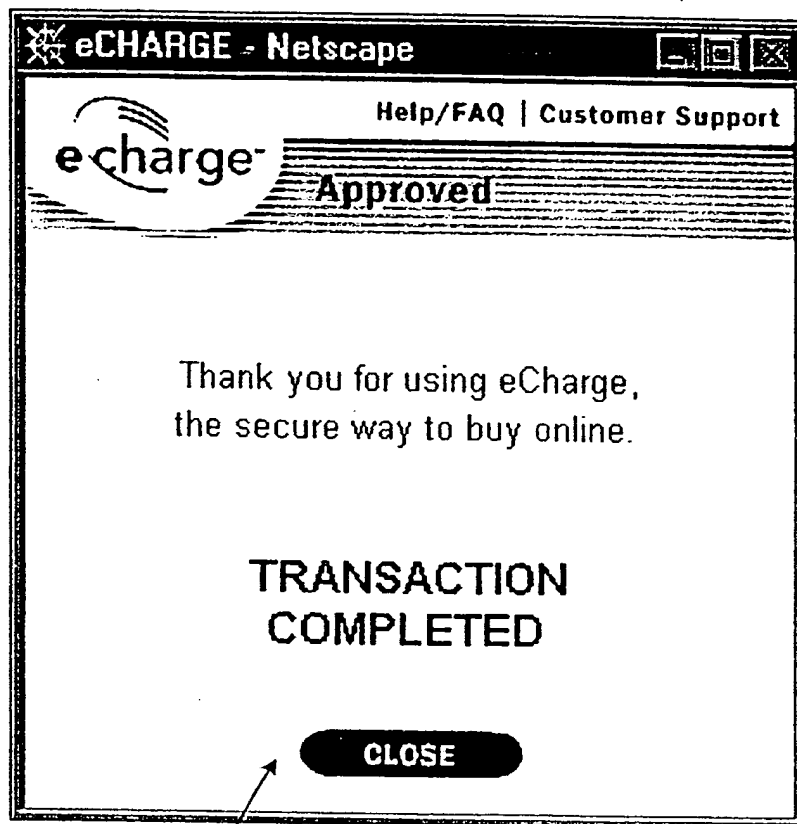 eCHARGE - Netscape
Help/FAQ | Customer Support
echarge
Approved
Thank you for using eCharge,
the secure way to buy online.
TRANSACTION
COMPLETED
CLOSE